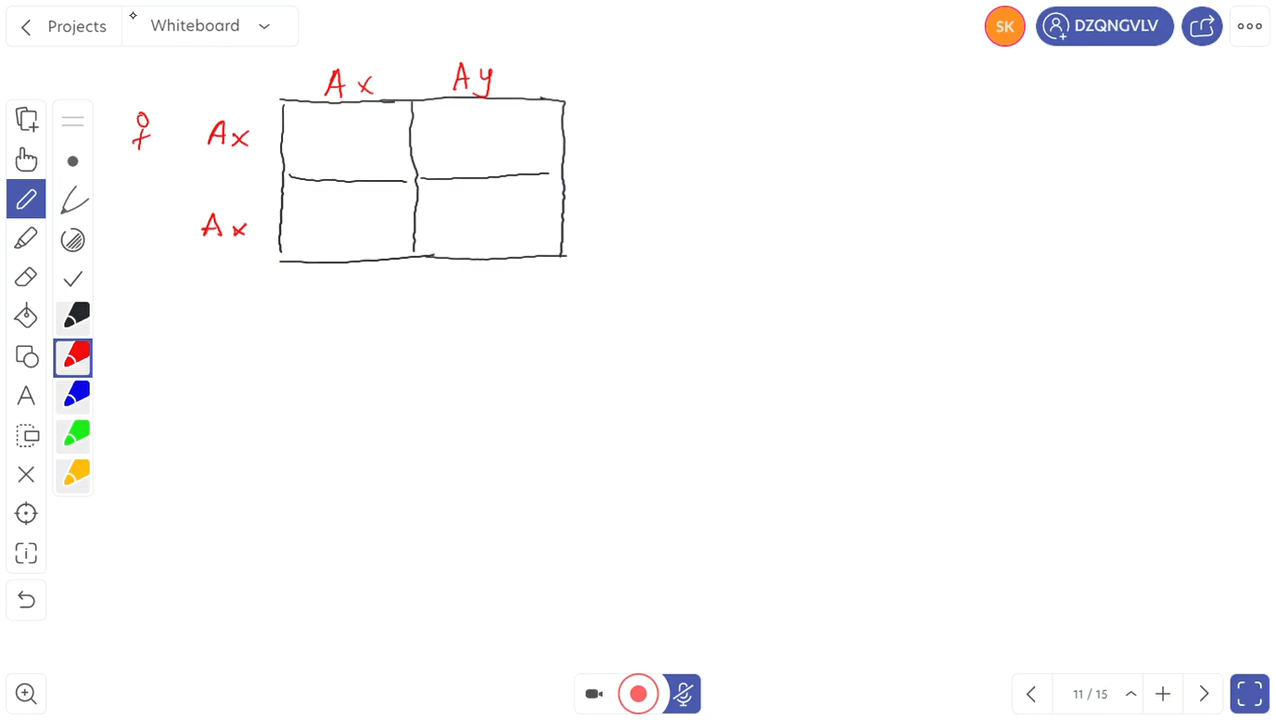 Projects
Whiteboard
SK
DZQNGVLV
Ax Ay
♀ Ax
Ax
A
11 / 15